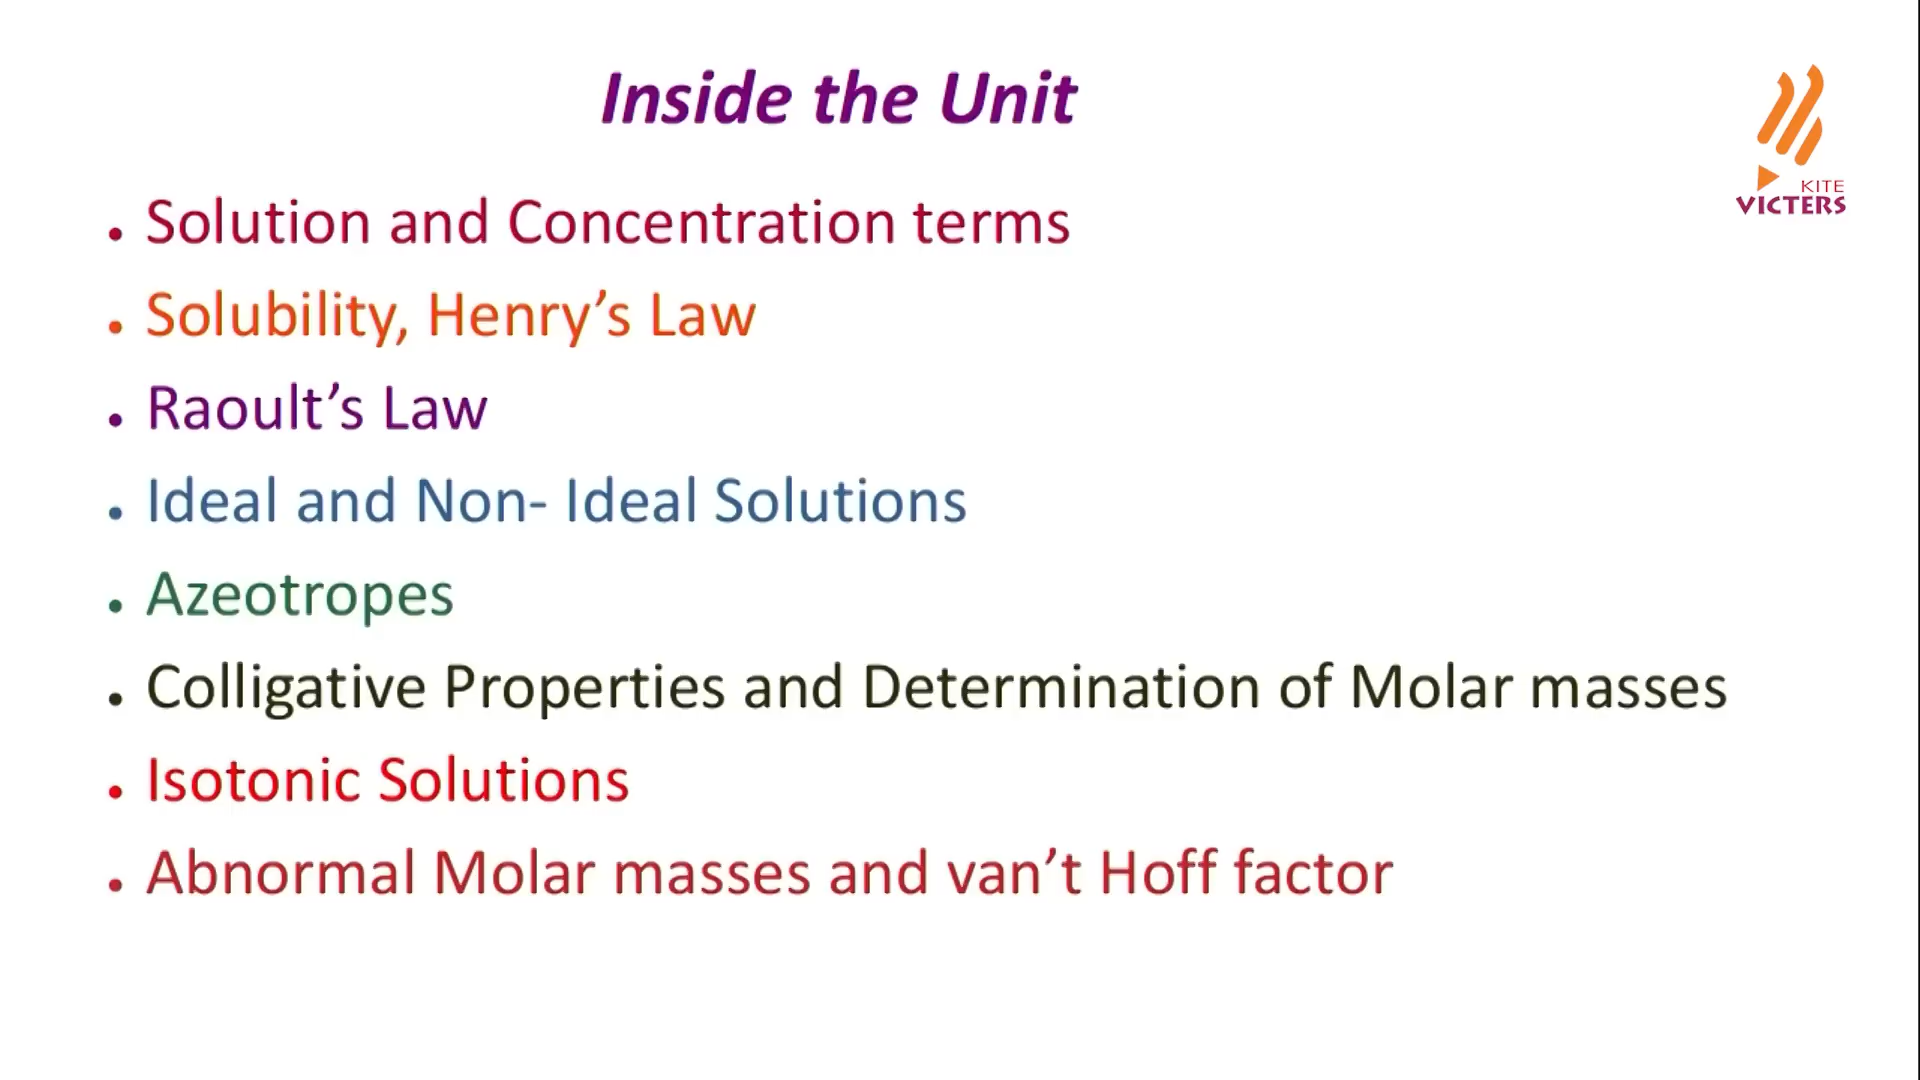 Inside the Unit
KITE
VICTERS
• Solution and Concentration terms
• Solubility, Henry’s Law
• Raoult’s Law
• Ideal and Non- Ideal Solutions
• Azeotropes
• Colligative Properties and Determination of Molar masses
• Isotonic Solutions
• Abnormal Molar masses and van’t Hoff factor